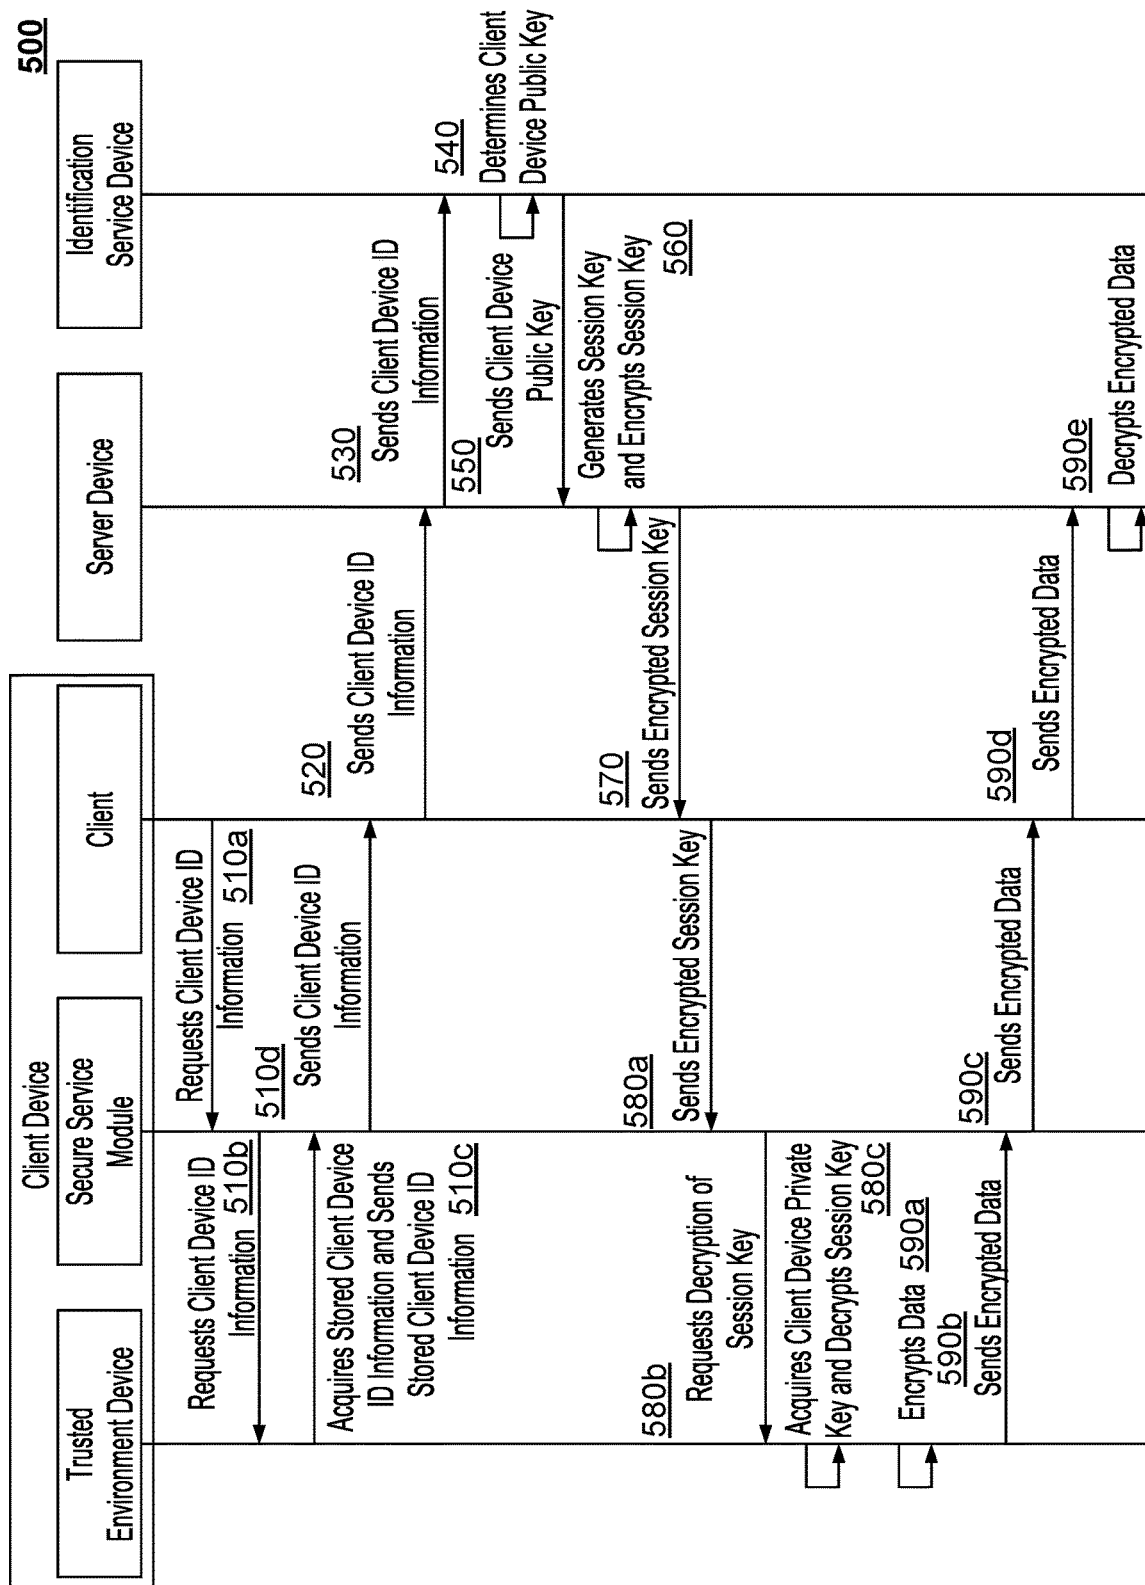 500
Client Device
Trusted
Environment Device
Secure Service
Module
Client
Server Device
Identification
Service Device
Requests Client Device ID
Information 510a
Requests Client Device ID
Information 510b
Acquires Stored Client Device
ID Information and Sends
Stored Client Device ID
Information 510c
510d
Sends Client Device ID
Information
520
Sends Client Device ID
Information
530
Sends Client Device ID
Information
540
Determines Client
Device Public Key
550
Sends Client Device
Public Key
Generates Session Key
and Encrypts Session Key
560
570
Sends Encrypted Session Key
580a
Sends Encrypted Session Key
580b
Requests Decryption of
Session Key
Acquires Client Device Private
Key and Decrypts Session Key
580c
Encrypts Data 590a
590b
Sends Encrypted Data
590c
Sends Encrypted Data
590d
Sends Encrypted Data
590e
Decrypts Encrypted Data